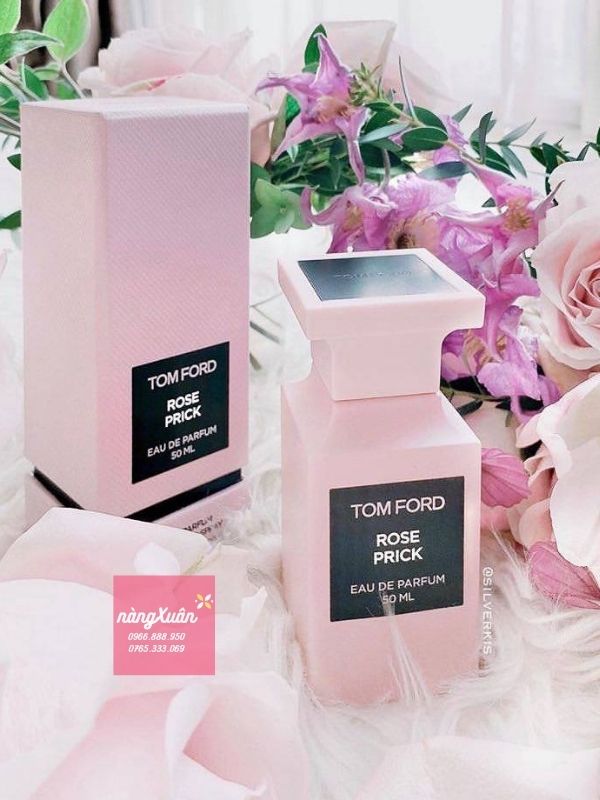 TOM FORD
ROSE
PRICK
EAU DE PARFUM
50 ML
TOM FORD
ROSE
PRICK
EAU DE PARFUM
50 ML
@SIILVERKIS
nàngXuân
0966.888.950
0765.333.069